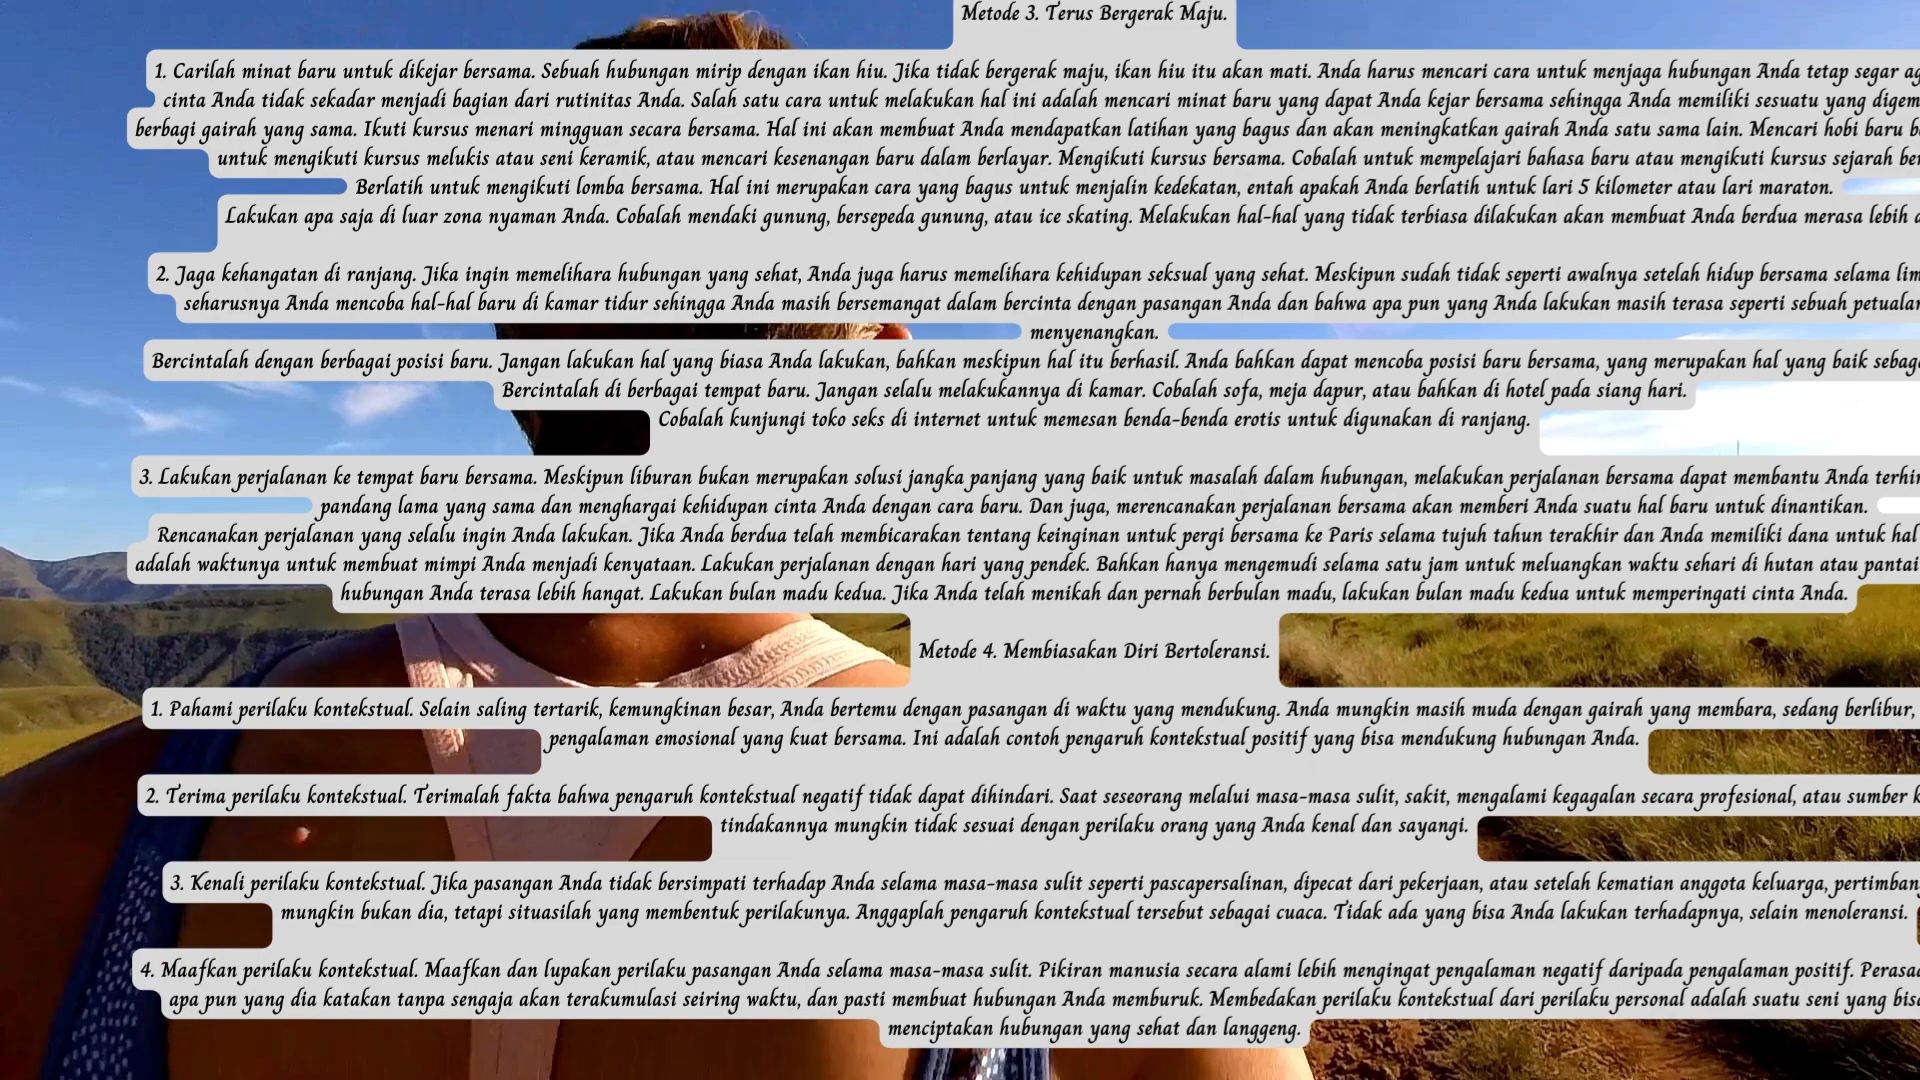 Metode 3. Terus Bergerak Maju.
1. Carilah minat baru untuk dikejar bersama. Sebuah hubungan mirip dengan ikan hiu. Jika tidak bergerak maju, ikan hiu itu akan mati. Anda harus mencari cara untuk menjaga hubungan Anda tetap segar
cinta Anda tidak sekadar menjadi bagian dari rutinitas Anda. Salah satu cara untuk melakukan hal ini adalah mencari minat baru yang dapat Anda kejar bersama sehingga Anda memiliki sesuatu yang
berbagi gairah yang sama. Ikuti kursus menari mingguan secara bersama. Hal ini akan membuat Anda mendapatkan latihan yang bagus dan akan meningkatkan gairah Anda satu sama lain. Mencari hobi baru
untuk mengikuti kursus melukis atau seni keramik, atau mencari kesenangan baru dalam berlayar. Mengikuti kursus bersama. Cobalah untuk mempelajari bahasa baru atau mengikuti kursus sejarah
Berlatih untuk mengikuti lomba bersama. Hal ini merupakan cara yang bagus untuk menjalin kedekatan, entah apakah Anda berlatih untuk lari 5 kilometer atau lari maraton.
Lakukan apa saja di luar zona nyaman Anda. Cobalah mendaki gunung, bersepeda gunung, atau ice skating. Melakukan hal-hal yang tidak terbiasa dilakukan akan membuat Anda berdua merasa lebih
2. Jaga kehangatan di ranjang. Jika ingin memelihara hubungan yang sehat, Anda juga harus memelihara kehidupan seksual yang sehat. Meskipun sudah tidak seperti awalnya setelah hidup bersama selama
seharusnya Anda mencoba hal-hal baru di kamar tidur sehingga Anda masih bersemangat dalam bercinta dengan pasangan Anda dan bahwa apa pun yang Anda lakukan masih terasa seperti sebuah
menyenangkan.
Bercintalah dengan berbagai posisi baru. Jangan lakukan hal yang biasa Anda lakukan, bahkan meskipun hal itu berhasil. Anda bahkan dapat mencoba posisi baru bersama, yang merupakan hal yang baik
Bercintalah di berbagai tempat baru. Jangan selalu melakukannya di kamar. Cobalah sofa, meja dapur, atau bahkan di hotel pada siang hari.
Cobalah kunjungi toko seks di internet untuk memesan benda-benda erotis untuk digunakan di ranjang.
3. Lakukan perjalanan ke tempat baru bersama. Meskipun liburan bukan merupakan solusi jangka panjang yang baik untuk masalah dalam hubungan, melakukan perjalanan bersama dapat membantu Anda
pandang lama yang sama dan menghargai kehidupan cinta Anda dengan cara baru. Dan juga, merencanakan perjalanan bersama akan memberi Anda suatu hal baru untuk dinantikan.
Rencanakan perjalanan yang selalu ingin Anda lakukan. Jika Anda berdua telah membicarakan tentang keinginan untuk pergi bersama ke Paris selama tujuh tahun terakhir dan Anda memiliki dana untuk hal
adalah waktunya untuk membuat mimpi Anda menjadi kenyataan. Lakukan perjalanan dengan hari yang pendek. Bahkan hanya mengemudi selama satu jam untuk meluangkan waktu sehari di hutan atau pantai
hubungan Anda terasa lebih hangat. Lakukan bulan madu kedua. Jika Anda telah menikah dan pernah berbulan madu, lakukan bulan madu kedua untuk memperingati cinta Anda.
Metode 4. Membiasakan Diri Bertoleransi.
1. Pahami perilaku kontekstual. Selain saling tertarik, kemungkinan besar, Anda bertemu dengan pasangan di waktu yang mendukung. Anda mungkin masih muda dengan gairah yang membara, sedang berlibur,
pengalaman emosional yang kuat bersama. Ini adalah contoh pengaruh kontekstual positif yang bisa mendukung hubungan Anda.
2. Terima perilaku kontekstual. Terimalah fakta bahwa pengaruh kontekstual negatif tidak dapat dihindari. Saat seseorang melalui masa-masa sulit, sakit, mengalami kegagalan secara profesional, atau sumber
tindakannya mungkin tidak sesuai dengan perilaku orang yang Anda kenal dan sayangi.
3. Kenali perilaku kontekstual. Jika pasangan Anda tidak bersimpati terhadap Anda selama masa-masa sulit seperti pascapersalinan, dipecat dari pekerjaan, atau setelah kematian anggota keluarga,
mungkin bukan dia, tetapi situasilah yang membentuk perilakunya. Anggaplah pengaruh kontekstual tersebut sebagai cuaca. Tidak ada yang bisa Anda lakukan terhadapnya, selain menoleransi.
4. Maafkan perilaku kontekstual. Maafkan dan lupakan perilaku pasangan Anda selama masa-masa sulit. Pikiran manusia secara alami lebih mengingat pengalaman negatif daripada pengalaman positif.
apa pun yang dia katakan tanpa sengaja akan terakumulasi seiring waktu, dan pasti membuat hubungan Anda memburuk. Membedakan perilaku kontekstual dari perilaku personal adalah suatu seni yang
menciptakan hubungan yang sehat dan langgeng.